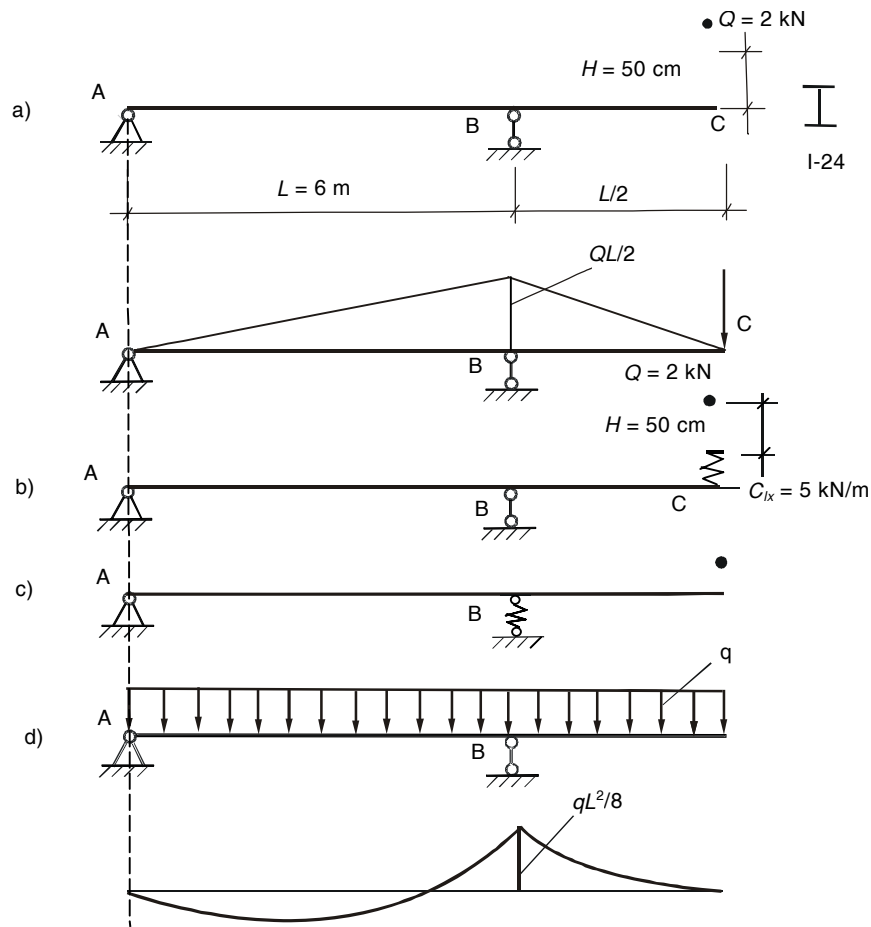 Q = 2 kN
H = 50 cm
A
a)
B
C
I-24
L = 6 m
L/2
QL/2
A
B
C
Q = 2 kN
H = 50 cm
A
b)
B
C
C_lx = 5 kN/m
A
c)
B
q
A
d)
B
qL²/8